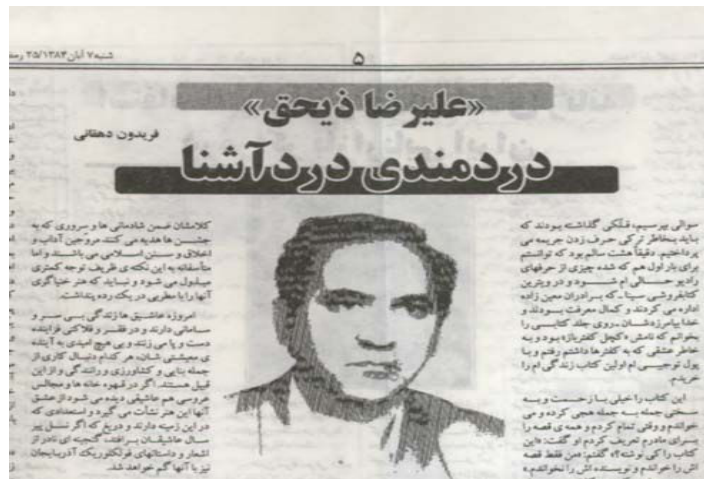 شنبه ۷ آبان ۱۳۸۴/۲۵
۵
«علیرضا ذیحق»
فریدون دهقانی
دردمندی دردآشنا
سوالی بپرسیم، قلکی گذاشته بودند که
باید بخاطر ترکی حرف زدن جریمه می
پرداختیم. دقیقاً هشت سالم بود که توانستم
برای بار اول هم که شده چیزی از حرفهای
رادیو حالی ام شود و در ویترین
کتابفروشی سینا ـ که برادران معین زاده
اداره می کردند و کمال معرفت بودند و
خدا بیامرزدشان ـ روی جلد کتابی را
بخوانم که نامش «کچل کفترباز» بود و به
خاطر عشقی که به کفترها داشتم رفتم و با
پول توجیبی ام اولین کتاب زندگی ام را
خریدم.
این کتاب را خیلی با زحمت و به
سختی جمله به جمله هجی کرده و می
خواندم و وقتی تمام کردم و همه ی قصه را
برای مادرم تعریف کردم او گفت: «این
کتاب را کی نوشته؟» گفتم: «من فقط قصه
اش را خواندم و نویسنده اش را نخواندم.»
کلامشان ضمن شادمانی ها و سروری که به
جشن ها هدیه می کنند مروجین آداب و
اخلاق و سنن اسلامی می باشند و اما
متأسفانه به این نکته ی ظریف توجه کمتری
مبذول می شود و نباید که هنر خنیاگری
آنها را با مطربی در یک رده پنداشت.
امروزه عاشیق ها زندگی بی سر و
سامانی دارند و در فقر و فلاکتی فزاینده
دست و پا می زنند و بی هیچ امیدی به آینده
ی معیشتی شان، هر کدام دنبال کاری از
جمله بنایی و کشاورزی و رانندگی و از این
قبیل هستند. اگر در قهوه خانه ها و مجالس
عروسی هم عاشیقی دیده می شود از عشق
آنها این هنر نشأت می گیرد و استعدادی که
در این زمینه دارند و دریغ که اگر نسل پیر
سال عاشیقان برافتد، گنجینه ای نادر از
اشعار و داستانهای فولکلوریک آذربایجان
نیز با آنها گم خواهد شد.